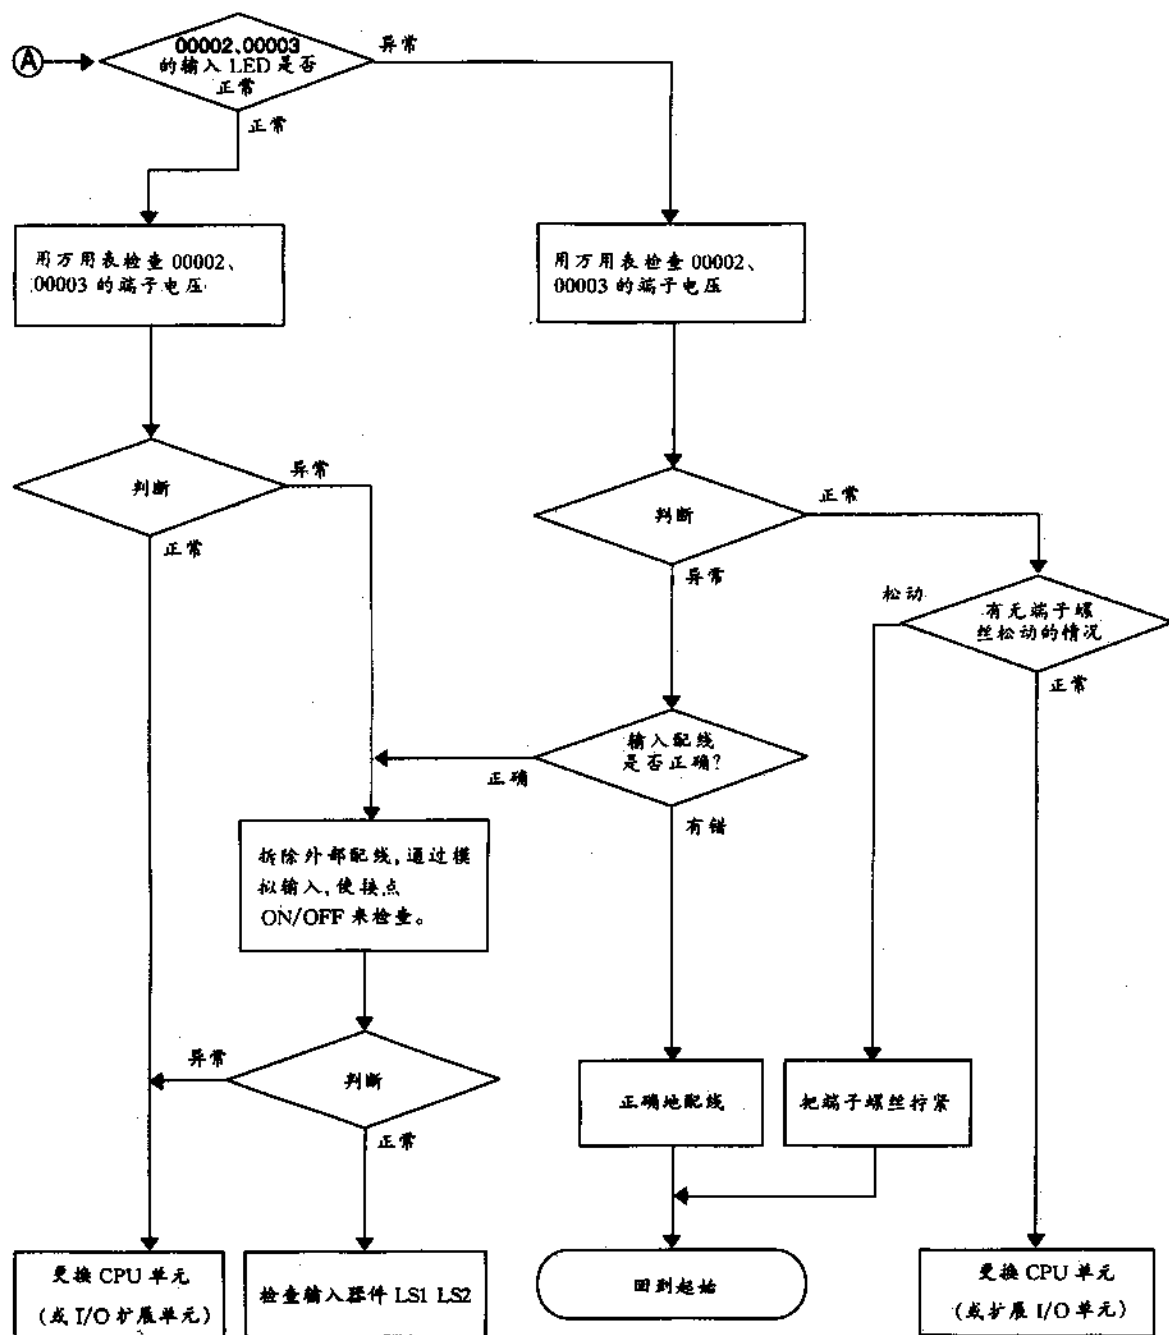 A
00002、00003
的输入 LED 是否
正常
异常
正常
用万用表检查 00002、
00003 的端子电压
用万用表检查 00002、
00003 的端子电压
判断
异常
正常
判断
正常
异常
松动
有无端子螺
丝松动的情况
正常
输入配线
是否正确?
正确
有错
拆除外部配线,通过模
拟输入,使接点
ON/OFF 来检查。
异常
判断
正常
正确地配线
把端子螺丝拧紧
更换 CPU 单元
(或 I/O 扩展单元)
检查输入器件 LS1 LS2
回到起始
更换 CPU 单元
(或扩展 I/O 单元)